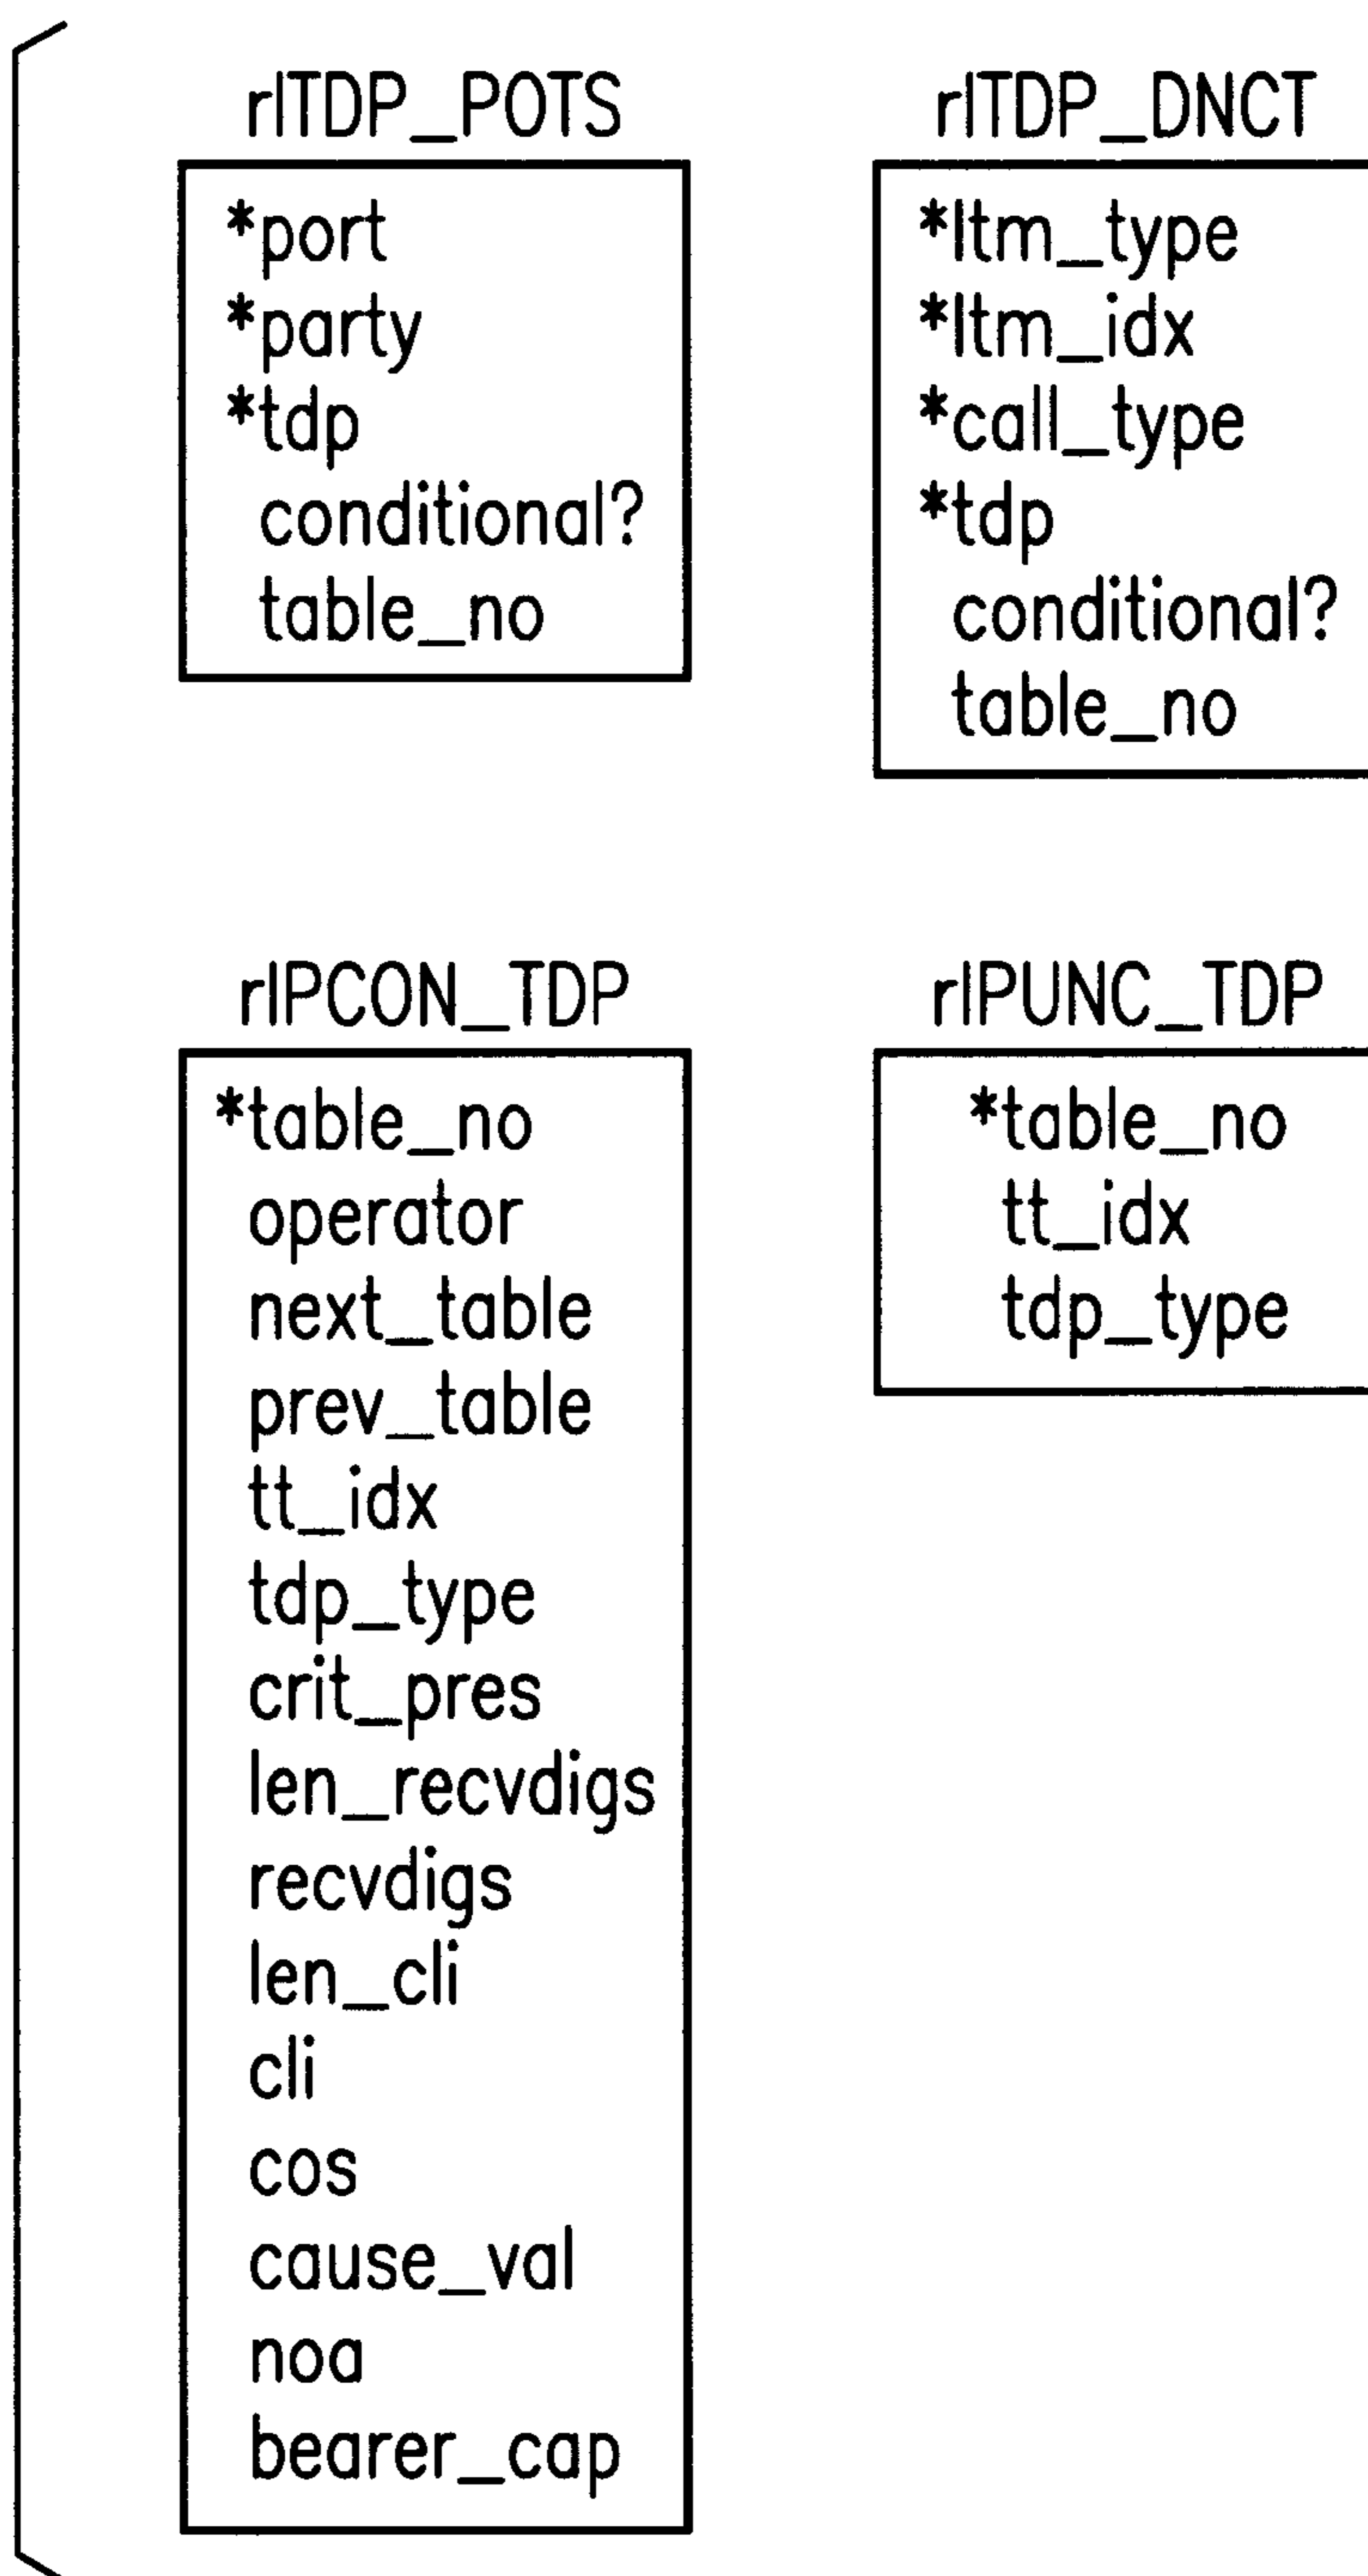 rlTDP_POTS
*port
*party
*tdp
conditional?
table_no
rlTDP_DNCT
*ltm_type
*ltm_idx
*call_type
*tdp
conditional?
table_no
rlPCON_TDP
*table_no
operator
next_table
prev_table
tt_idx
tdp_type
crit_pres
len_recvdigs
recvdigs
len_cli
cli
cos
cause_val
noa
bearer_cap
rlPUNC_TDP
*table_no
tt_idx
tdp_type